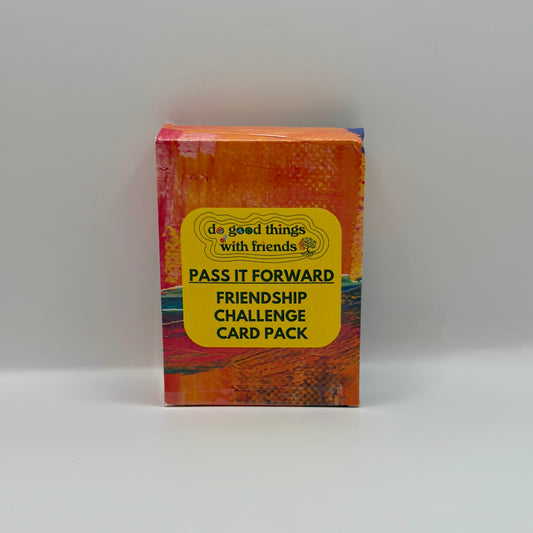 do good things
with friends
PASS IT FORWARD
FRIENDSHIP
CHALLENGE
CARD PACK